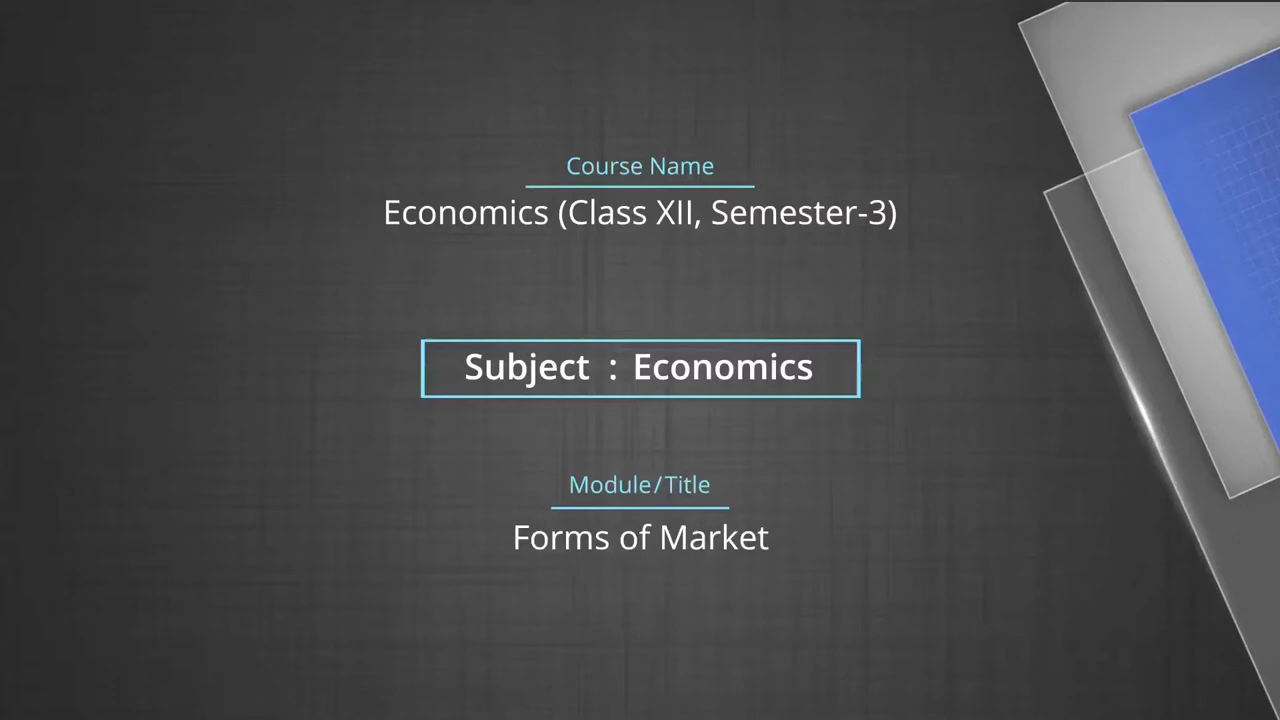 Course Name
Economics (Class XII, Semester-3)
Subject : Economics
Module/Title
Forms of Market